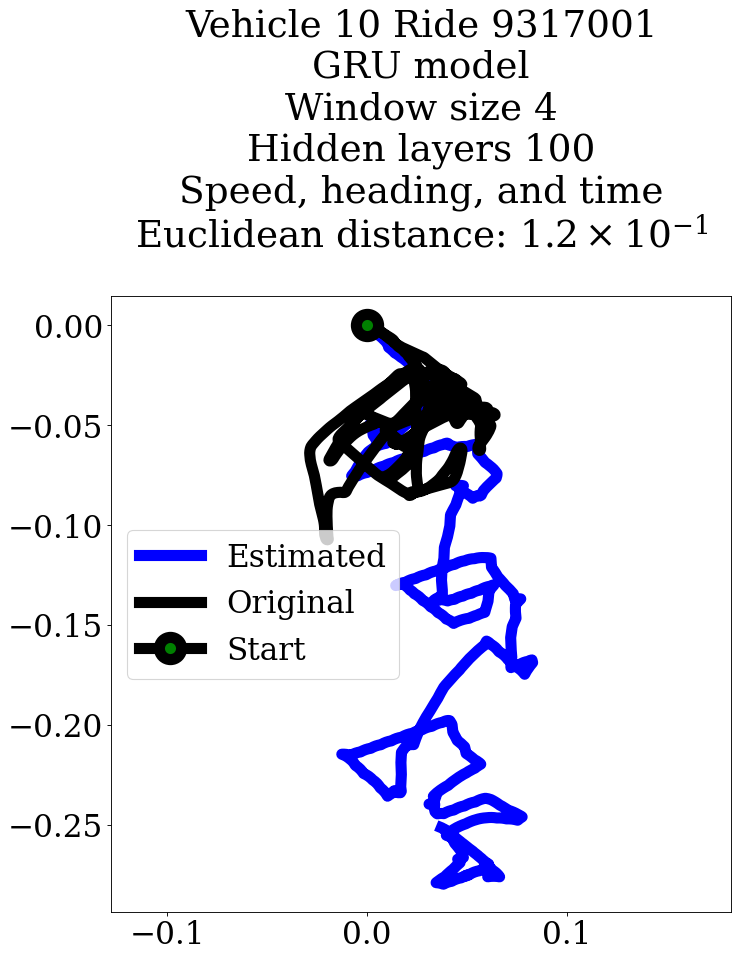 Vehicle 10 Ride 9317001
GRU model
Window size 4
Hidden layers 100
Speed, heading, and time
Euclidean distance: 1.2 × 10⁻¹
0.00
−0.05
−0.10
−0.15
−0.20
−0.25
Estimated
Original
Start
−0.1
0.0
0.1